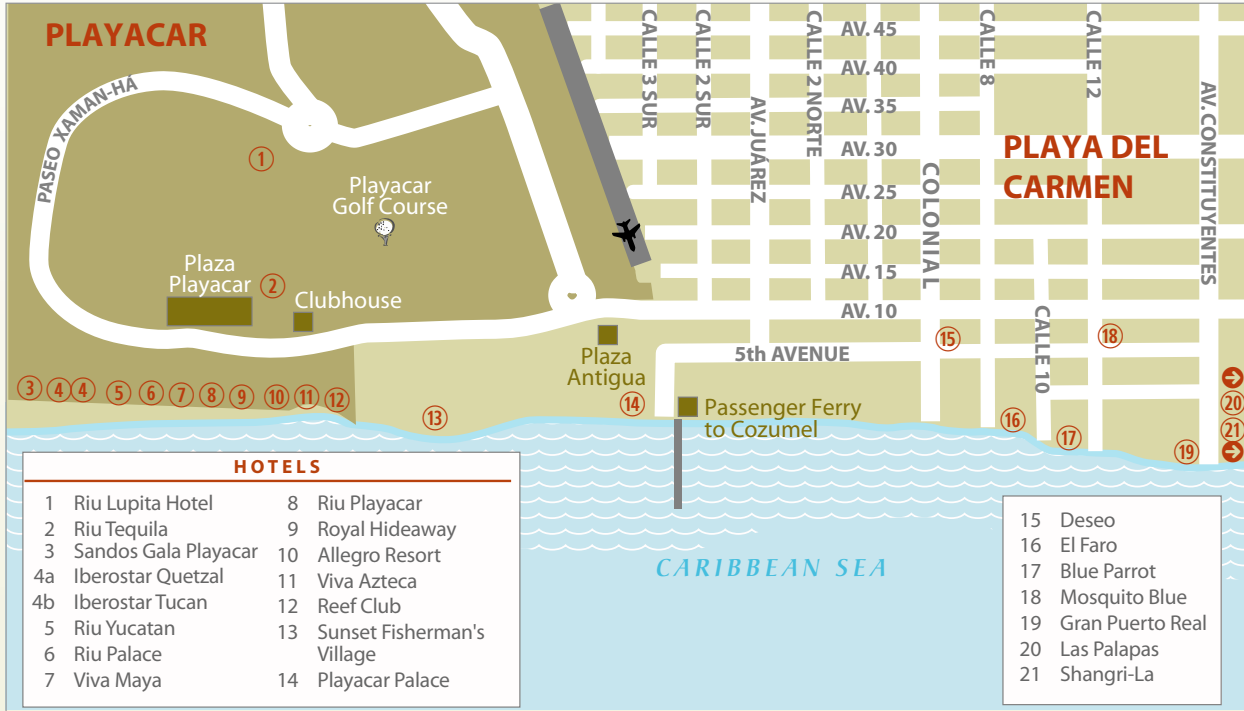 PLAYACAR
PASEO XAMAN-HÁ
1
Playacar
Golf Course
Plaza
Playacar
2
Clubhouse
3
4
4
5
6
7
8
9
10
11
12
13
14
Plaza
Antigua
Passenger Ferry
to Cozumel
CALLE 3 SUR
CALLE 2 SUR
AV. JUÁREZ
CALLE 2 NORTE
AV. 45
AV. 40
AV. 35
AV. 30
AV. 25
AV. 20
AV. 15
AV. 10
5th AVENUE
COLONIAL
CALLE 8
CALLE 10
CALLE 12
AV. CONSTITUYENTES
PLAYA DEL
CARMEN
15
16
17
18
19
20
21
CARIBBEAN SEA
HOTELS
1 Riu Lupita Hotel
2 Riu Tequila
3 Sandos Gala Playacar
4a Iberostar Quetzal
4b Iberostar Tucan
5 Riu Yucatan
6 Riu Palace
7 Viva Maya
8 Riu Playacar
9 Royal Hideaway
10 Allegro Resort
11 Viva Azteca
12 Reef Club
13 Sunset Fisherman's
Village
14 Playacar Palace
15 Deseo
16 El Faro
17 Blue Parrot
18 Mosquito Blue
19 Gran Puerto Real
20 Las Palapas
21 Shangri-La